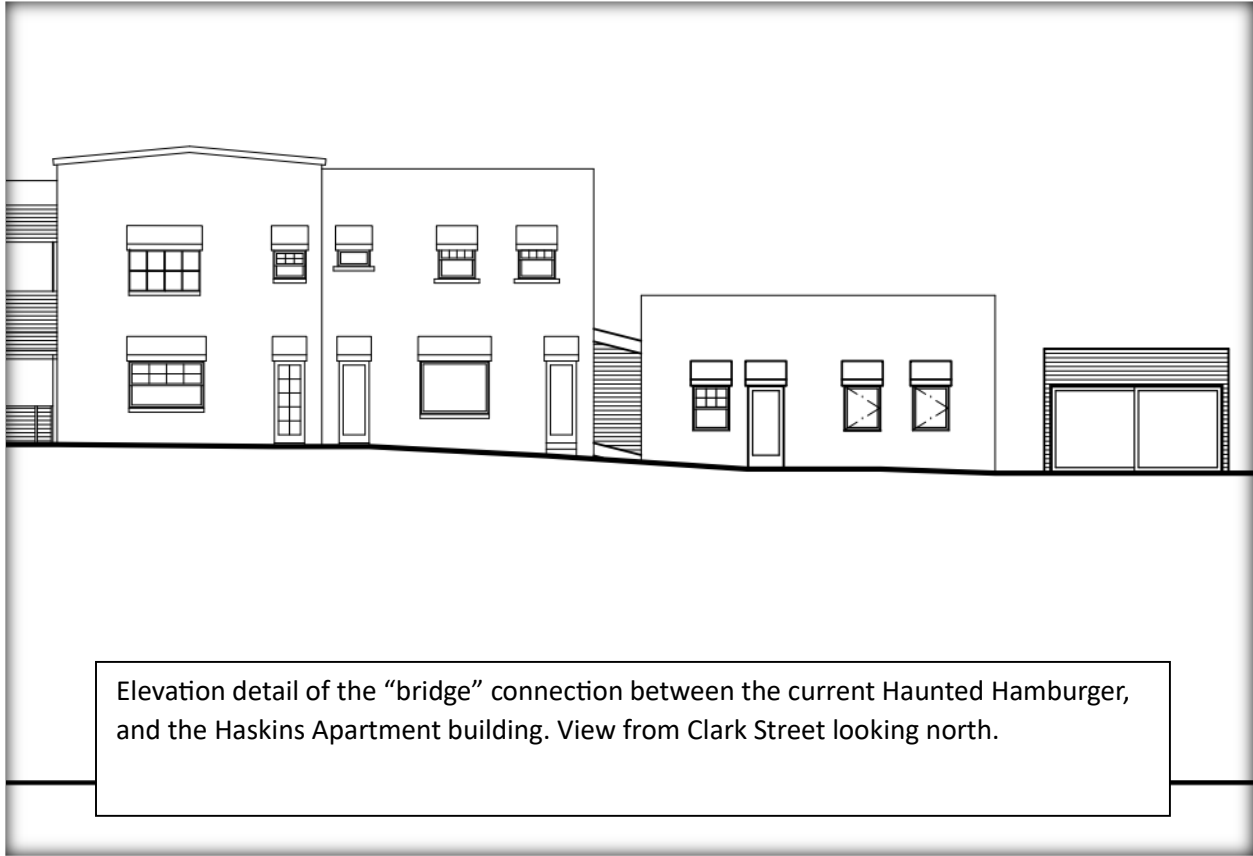 Elevation detail of the “bridge” connection between the current Haunted Hamburger,
and the Haskins Apartment building. View from Clark Street looking north.